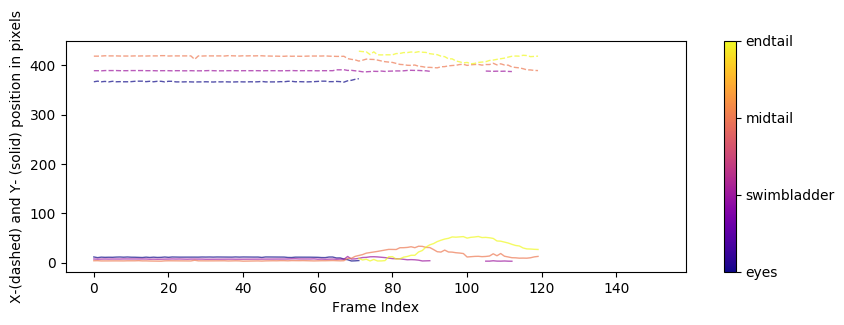 X-(dashed) and Y- (solid) position in pixels
400
300
200
100
0
0 20 40 60 80 100 120 140
Frame Index
endtail
midtail
swimbladder
eyes